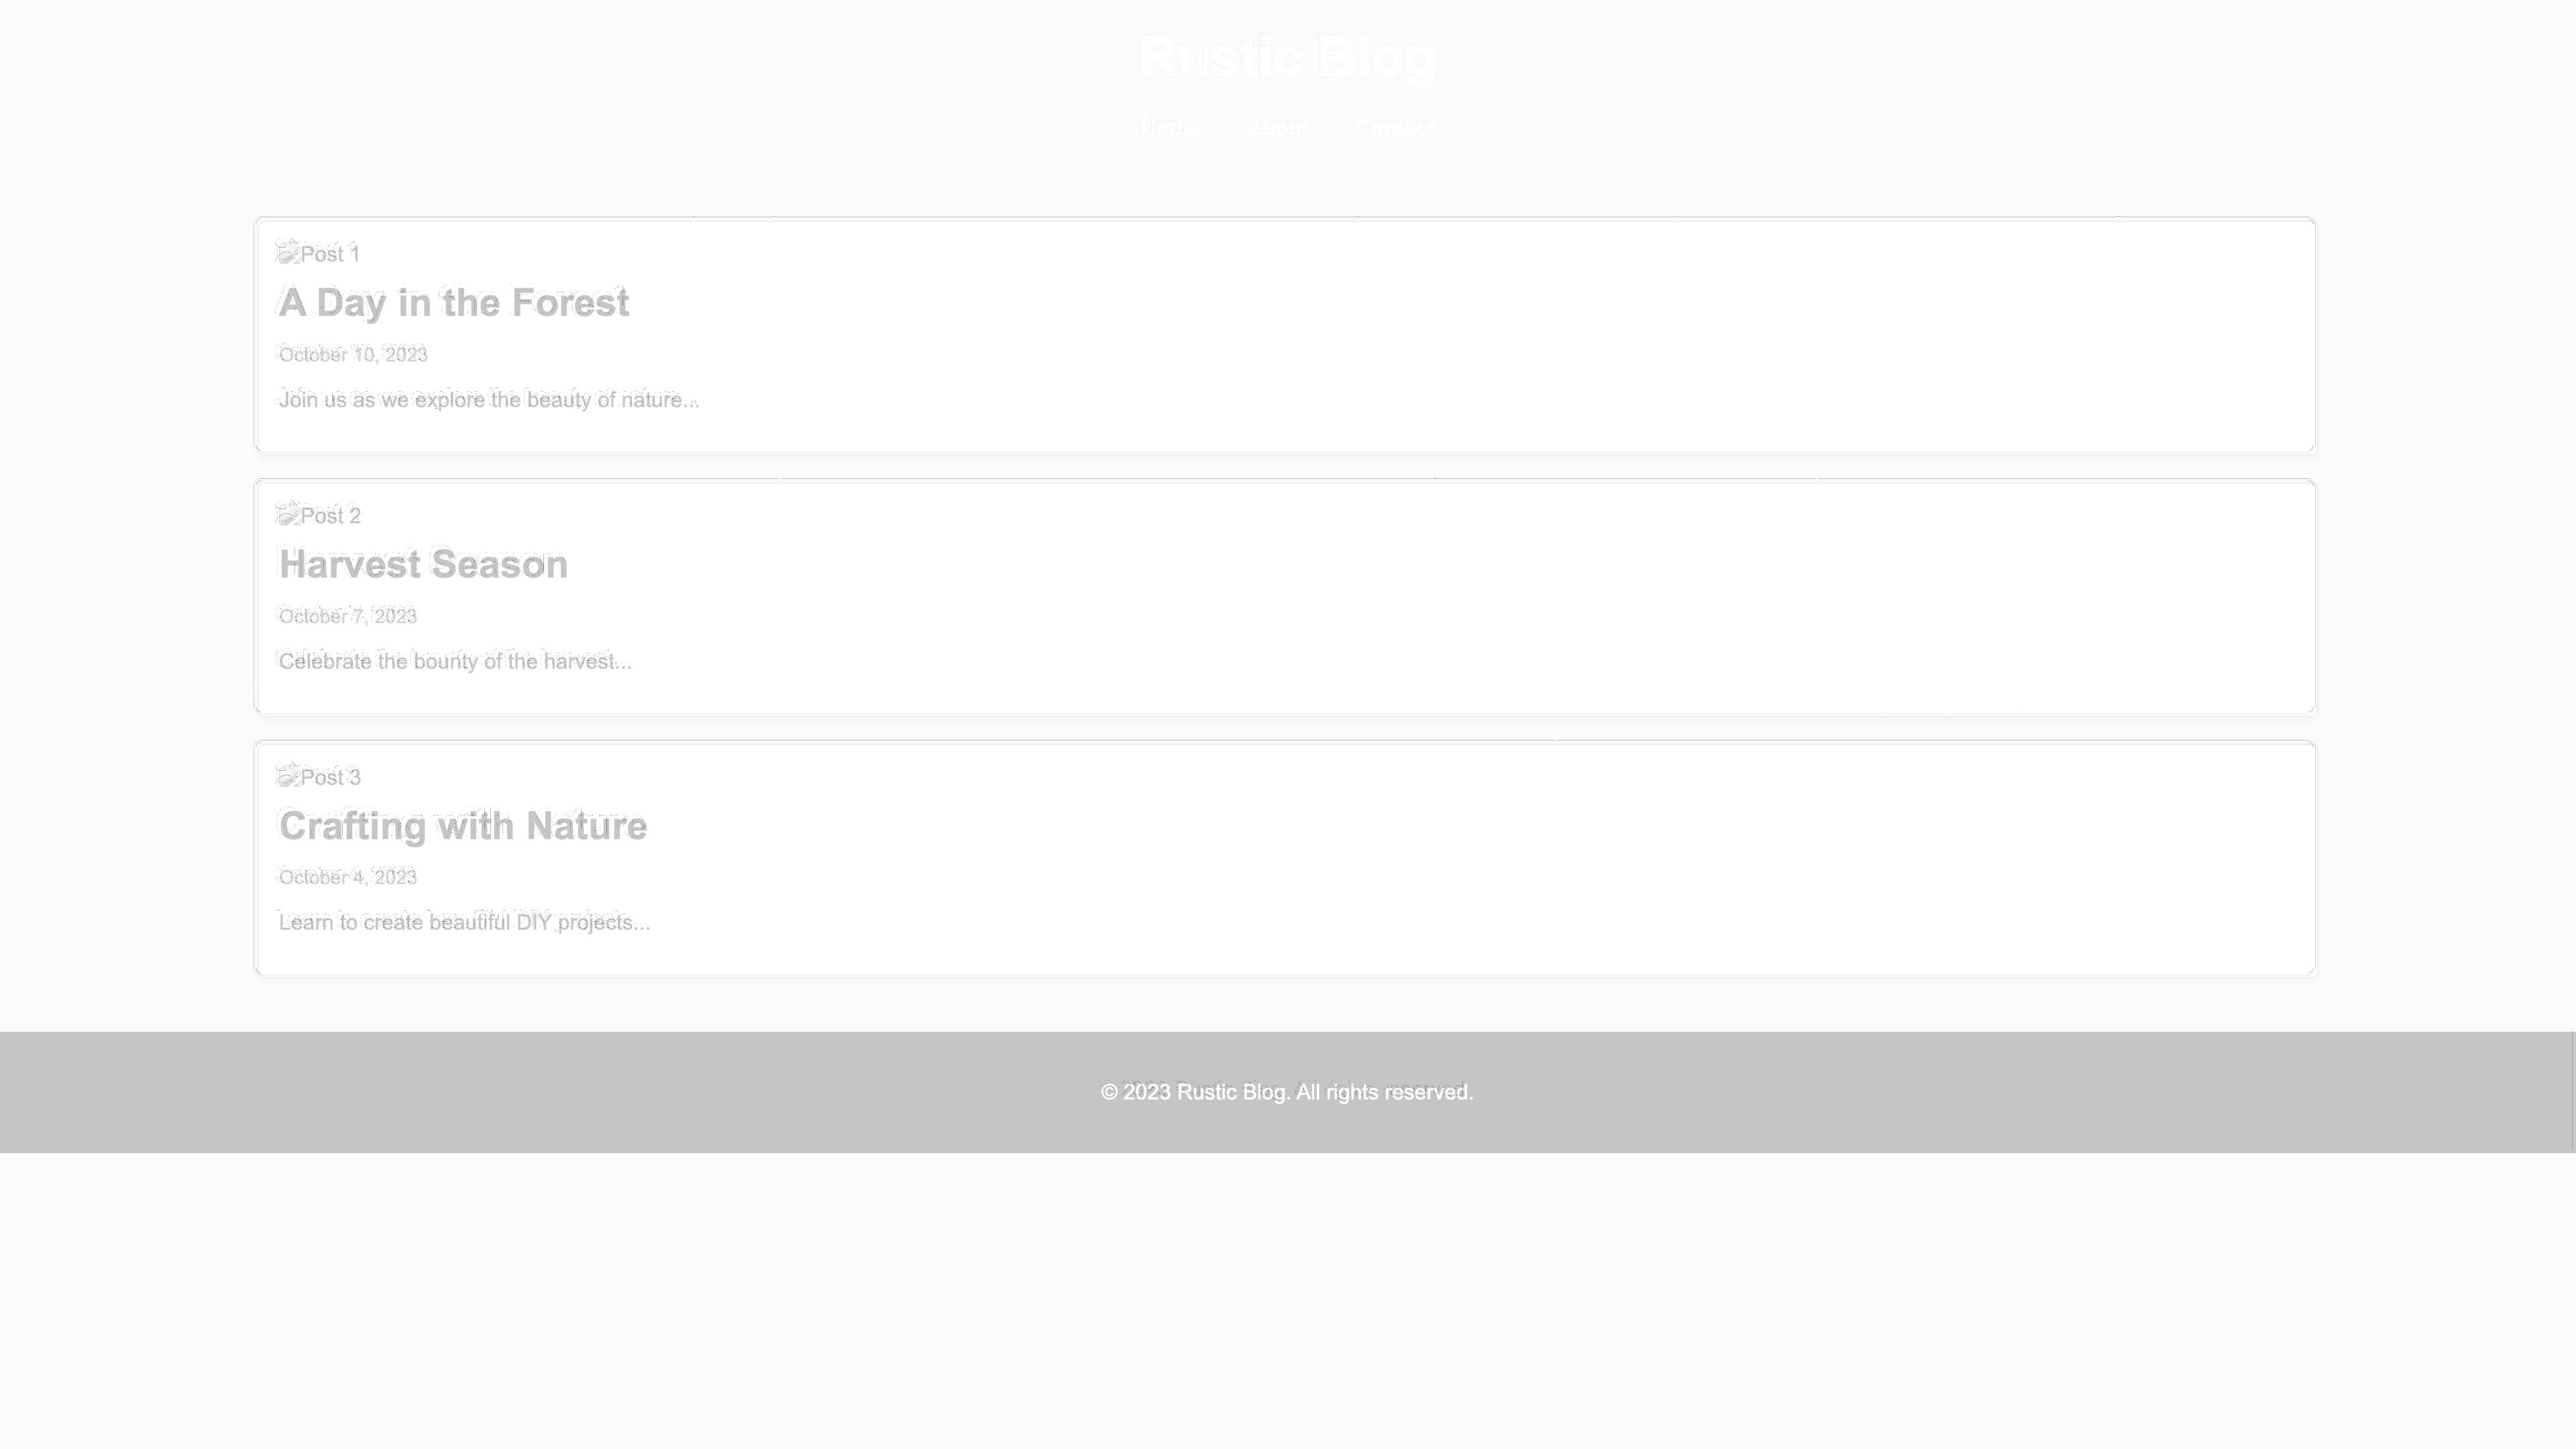 Rustic Blog
Home About Contact
Post 1
A Day in the Forest
October 10, 2023
Join us as we explore the beauty of nature...
Post 2
Harvest Season
October 7, 2023
Celebrate the bounty of the harvest...
Post 3
Crafting with Nature
October 4, 2023
Learn to create beautiful DIY projects...
© 2023 Rustic Blog. All rights reserved.